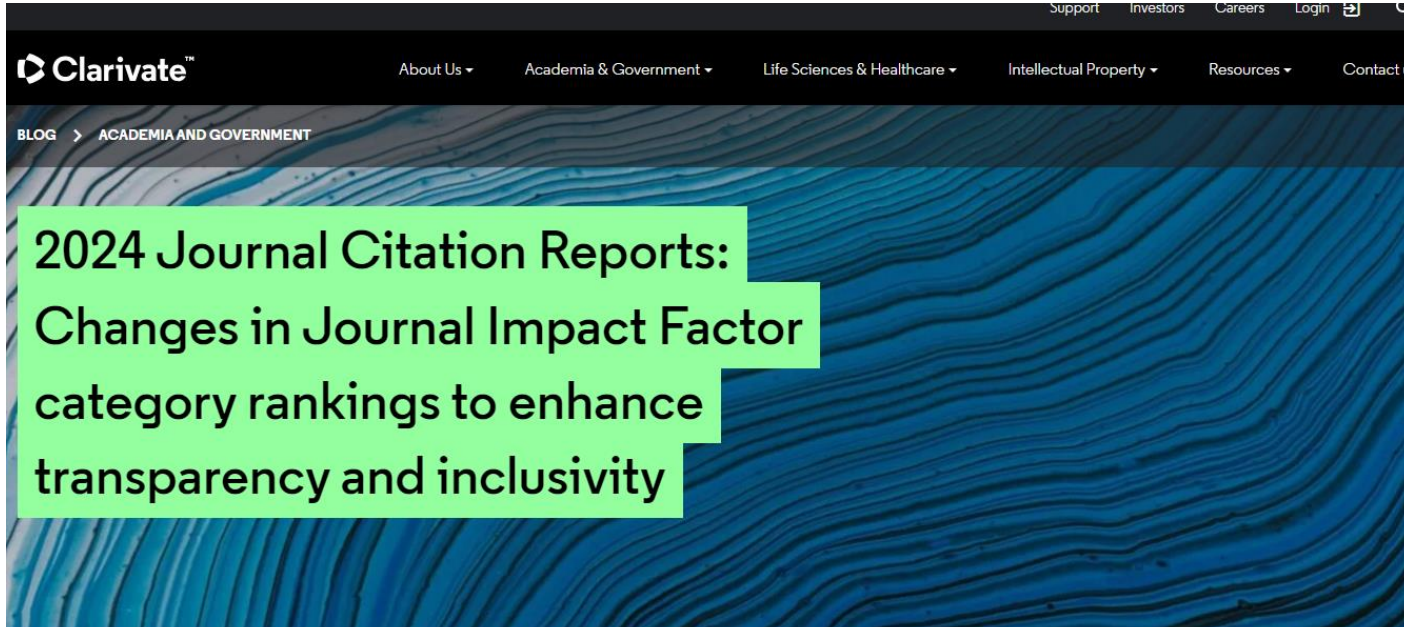 Support Investors Careers Login
Clarivate™
About Us Academia & Government Life Sciences & Healthcare Intellectual Property Resources Contact
BLOG > ACADEMIA AND GOVERNMENT
2024 Journal Citation Reports:
Changes in Journal Impact Factor
category rankings to enhance
transparency and inclusivity